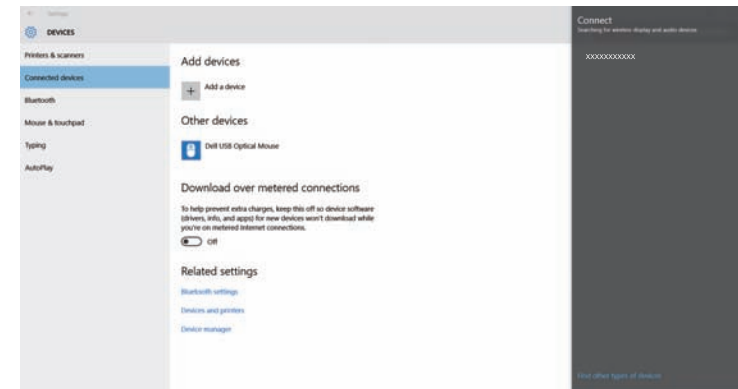 Settings
DEVICES
Printers & scanners
Connected devices
Bluetooth
Mouse & touchpad
Typing
AutoPlay
Add devices
Add a device
Other devices
Dell USB Optical Mouse
Download over metered connections
To help prevent extra charges, keep this off so device software
(drivers, info, and apps) for new devices won't download while
you're on metered Internet connections.
Off
Related settings
Bluetooth settings
Devices and printers
Device manager
Connect
Searching for wireless display and audio devices
xxxxxxxxxxx
Find other types of devices